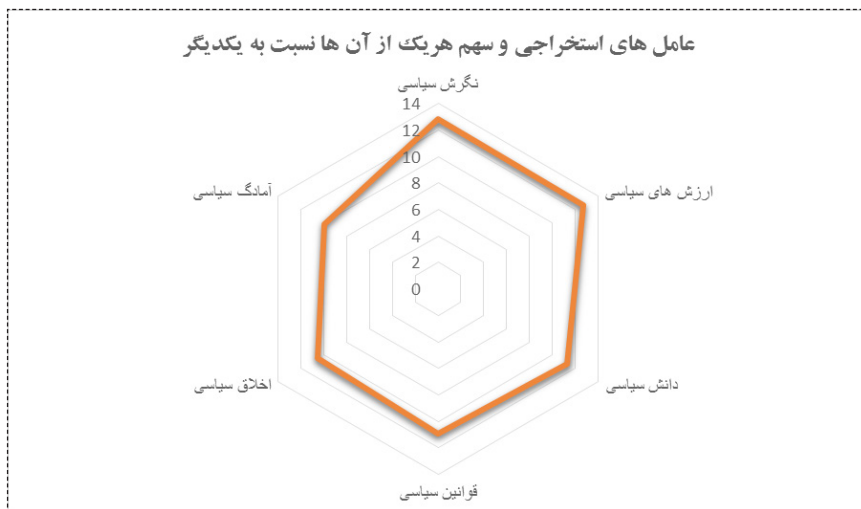 عامل های استخراجی و سهم هریک از آن ها نسبت به یکدیگر
نگرش سیاسی
14
12
10
8
6
4
2
0
ارزش های سیاسی
دانش سیاسی
قوانین سیاسی
اخلاق سیاسی
آمادگ سیاسی